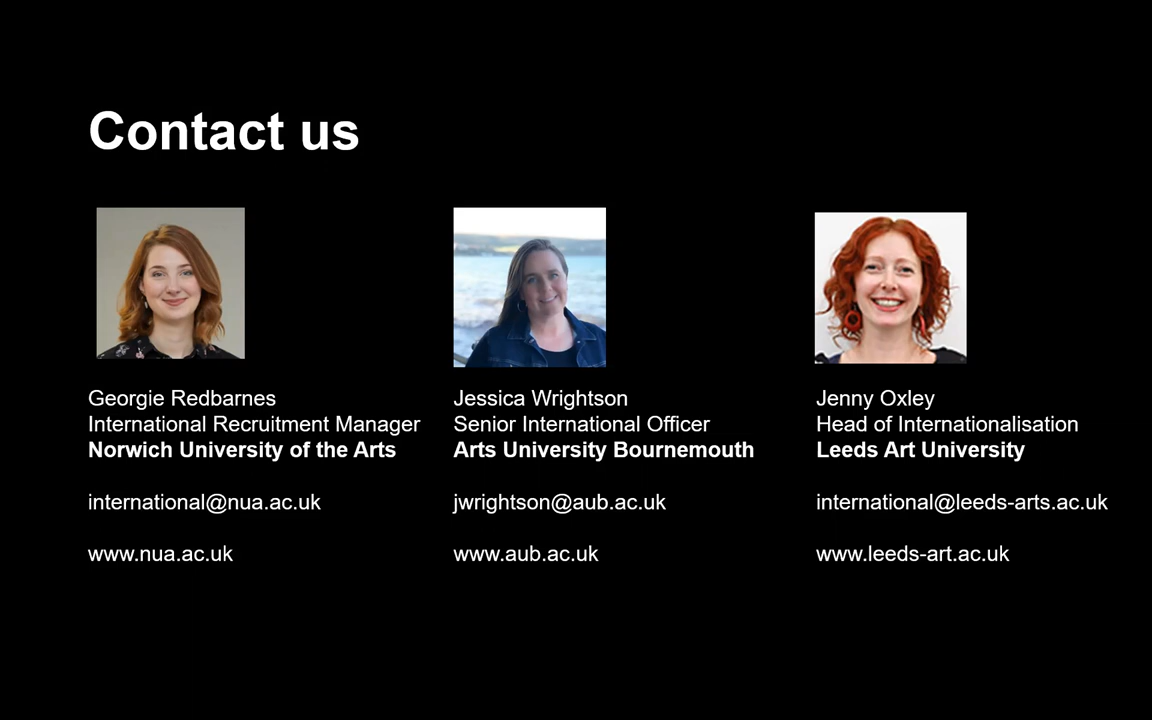 Contact us
Georgie Redbarnes
International Recruitment Manager
Norwich University of the Arts
international@nua.ac.uk
www.nua.ac.uk
Jessica Wrightson
Senior International Officer
Arts University Bournemouth
jwrightson@aub.ac.uk
www.aub.ac.uk
Jenny Oxley
Head of Internationalisation
Leeds Art University
international@leeds-arts.ac.uk
www.leeds-art.ac.uk